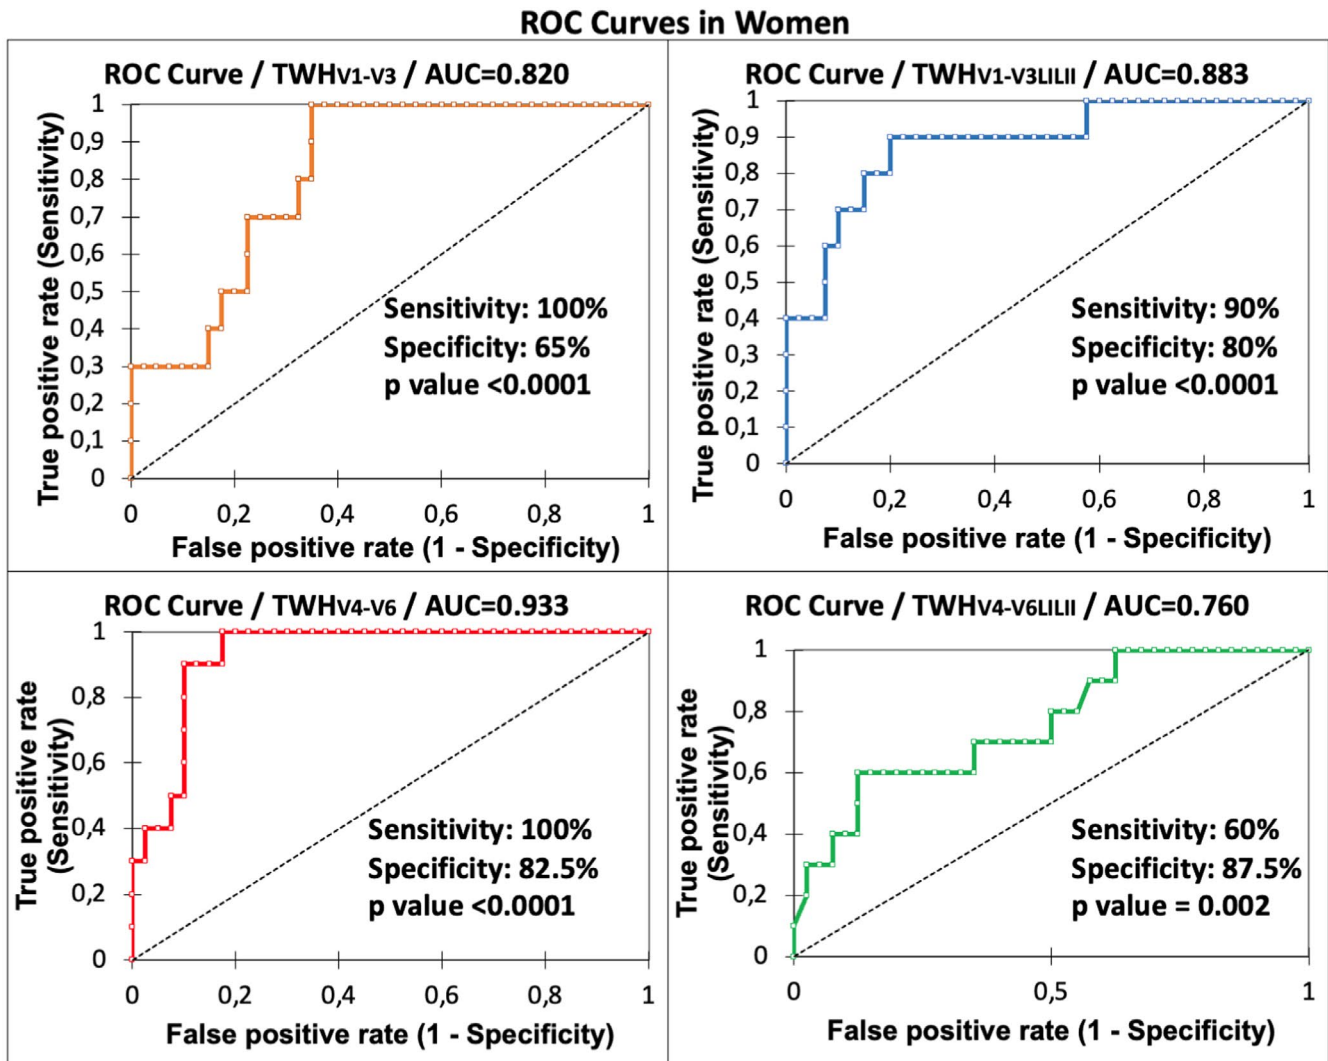 ROC Curves in Women
ROC Curve / TWHV1-V3 / AUC=0.820
True positive rate (Sensitivity)
1
0,9
0,8
0,7
0,6
0,5
0,4
0,3
0,2
0,1
0
Sensitivity: 100%
Specificity: 65%
p value <0.0001
0 0,2 0,4 0,6 0,8 1
False positive rate (1 - Specificity)
ROC Curve / TWHV1-V3LILII / AUC=0.883
True positive rate (Sensitivity)
1
0,9
0,8
0,7
0,6
0,5
0,4
0,3
0,2
0,1
0
Sensitivity: 90%
Specificity: 80%
p value <0.0001
0 0,2 0,4 0,6 0,8 1
False positive rate (1 - Specificity)
ROC Curve / TWHV4-V6 / AUC=0.933
True positive rate
(Sensitivity)
1
0,8
0,6
0,4
0,2
0
Sensitivity: 100%
Specificity: 82.5%
p value <0.0001
0 0,2 0,4 0,6 0,8 1
False positive rate (1 - Specificity)
ROC Curve / TWHV4-V6LILII / AUC=0.760
True positive rate
(Sensitivity)
1
0,8
0,6
0,4
0,2
0
Sensitivity: 60%
Specificity: 87.5%
p value = 0.002
0 0,5 1
False positive rate (1 - Specificity)